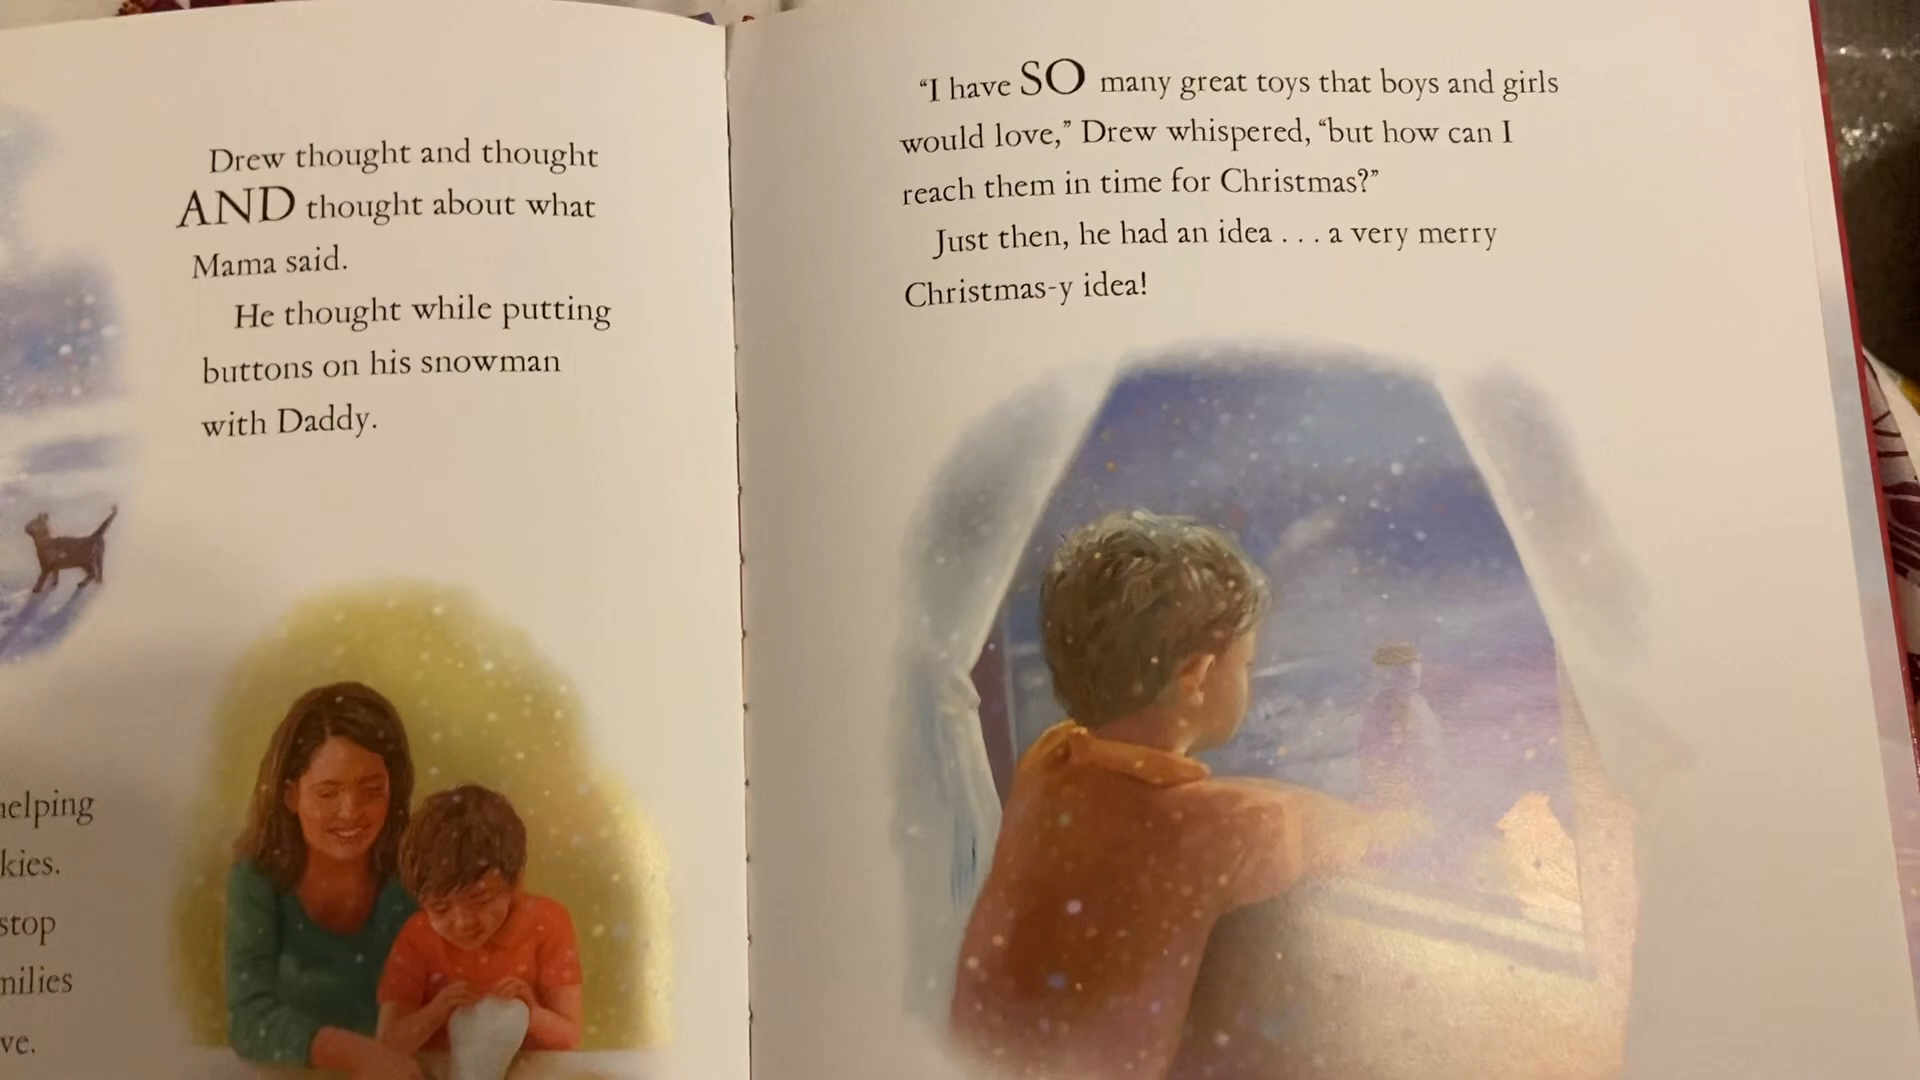 Drew thought and thought
AND thought about what
Mama said.
He thought while putting
buttons on his snowman
with Daddy.
kies.
stop
ve.
"I have SO many great toys that boys and girls
would love," Drew whispered, "but how can I
reach them in time for Christmas?"
Just then, he had an idea . . . a very merry
Christmas-y idea!